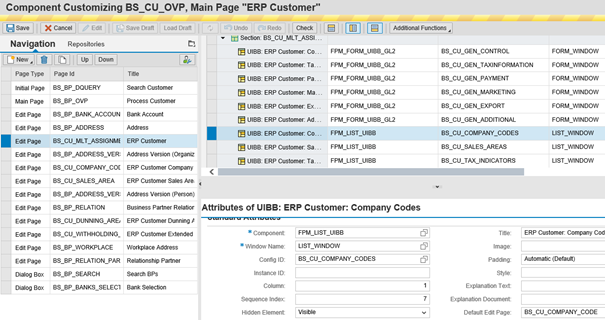 Component Customizing BS_CU_OVP, Main Page "ERP Customer"
Save Cancel Edit Save Draft Load Draft Undo Redo Check Additional Functions
Navigation Repositories
New Up Down
Page Type Page Id Title
Initial Page BS_BP_DQUERY Search Customer
Main Page BS_BP_OVP Process Customer
Edit Page BS_BP_BANK_ACCOUN Bank Account
Edit Page BS_BP_ADDRESS Address
Edit Page BS_CU_MLT_ASSIGNME ERP Customer
Edit Page BS_BP_ADDRESS_VER Address Version (Organiz
Edit Page BS_CU_COMPANY_COD ERP Customer Company
Edit Page BS_CU_SALES_AREA ERP Customer Sales Area
Edit Page BS_BP_ADDRESS_VER Address Version (Person)
Edit Page BS_BP_RELATION Business Partner Relation
Edit Page BS_CU_DUNNING_AREA ERP Customer Dunning A
Edit Page BS_CU_WITHHOLDING_ ERP Customer Extended
Edit Page BS_BP_WORKPLACE Workplace Address
Edit Page BS_BP_RELATION_PAR Relationship Partner
Dialog Box BS_BP_SEARCH Search BPs
Dialog Box BS_BP_BANKS_SELECT Bank Selection
Section: BS_CU_MLT_ASSI...
UIBB: ERP Customer: Co... FPM_FORM_UIBB_GL2 BS_CU_GEN_CONTROL FORM_WINDOW
UIBB: ERP Customer: Ta... FPM_FORM_UIBB_GL2 BS_CU_GEN_TAXINFORMATION FORM_WINDOW
UIBB: ERP Customer: Pa... FPM_FORM_UIBB_GL2 BS_CU_GEN_PAYMENT FORM_WINDOW
UIBB: ERP Customer: Ma... FPM_FORM_UIBB_GL2 BS_CU_GEN_MARKETING FORM_WINDOW
UIBB: ERP Customer: Ex... FPM_FORM_UIBB_GL2 BS_CU_GEN_EXPORT FORM_WINDOW
UIBB: ERP Customer: Ad... FPM_FORM_UIBB_GL2 BS_CU_GEN_ADDITIONAL FORM_WINDOW
UIBB: ERP Customer: Co... FPM_LIST_UIBB BS_CU_COMPANY_CODES LIST_WINDOW
UIBB: ERP Customer: Sa... FPM_LIST_UIBB BS_CU_SALES_AREAS LIST_WINDOW
UIBB: ERP Customer: Ta... FPM_LIST_UIBB BS_CU_TAX_INDICATORS LIST_WINDOW
Attributes of UIBB: ERP Customer: Company Codes
Standard Attributes
Component: FPM_LIST_UIBB Title: ERP Customer: Company Cod
Window Name: LIST_WINDOW Image:
Config ID: BS_CU_COMPANY_CODES Padding: Automatic (Default)
Instance ID: Style:
Column: 1 Explanation Text:
Sequence Index: 7 Explanation Document:
Hidden Element: Visible Default Edit Page: BS_CU_COMPANY_CODE